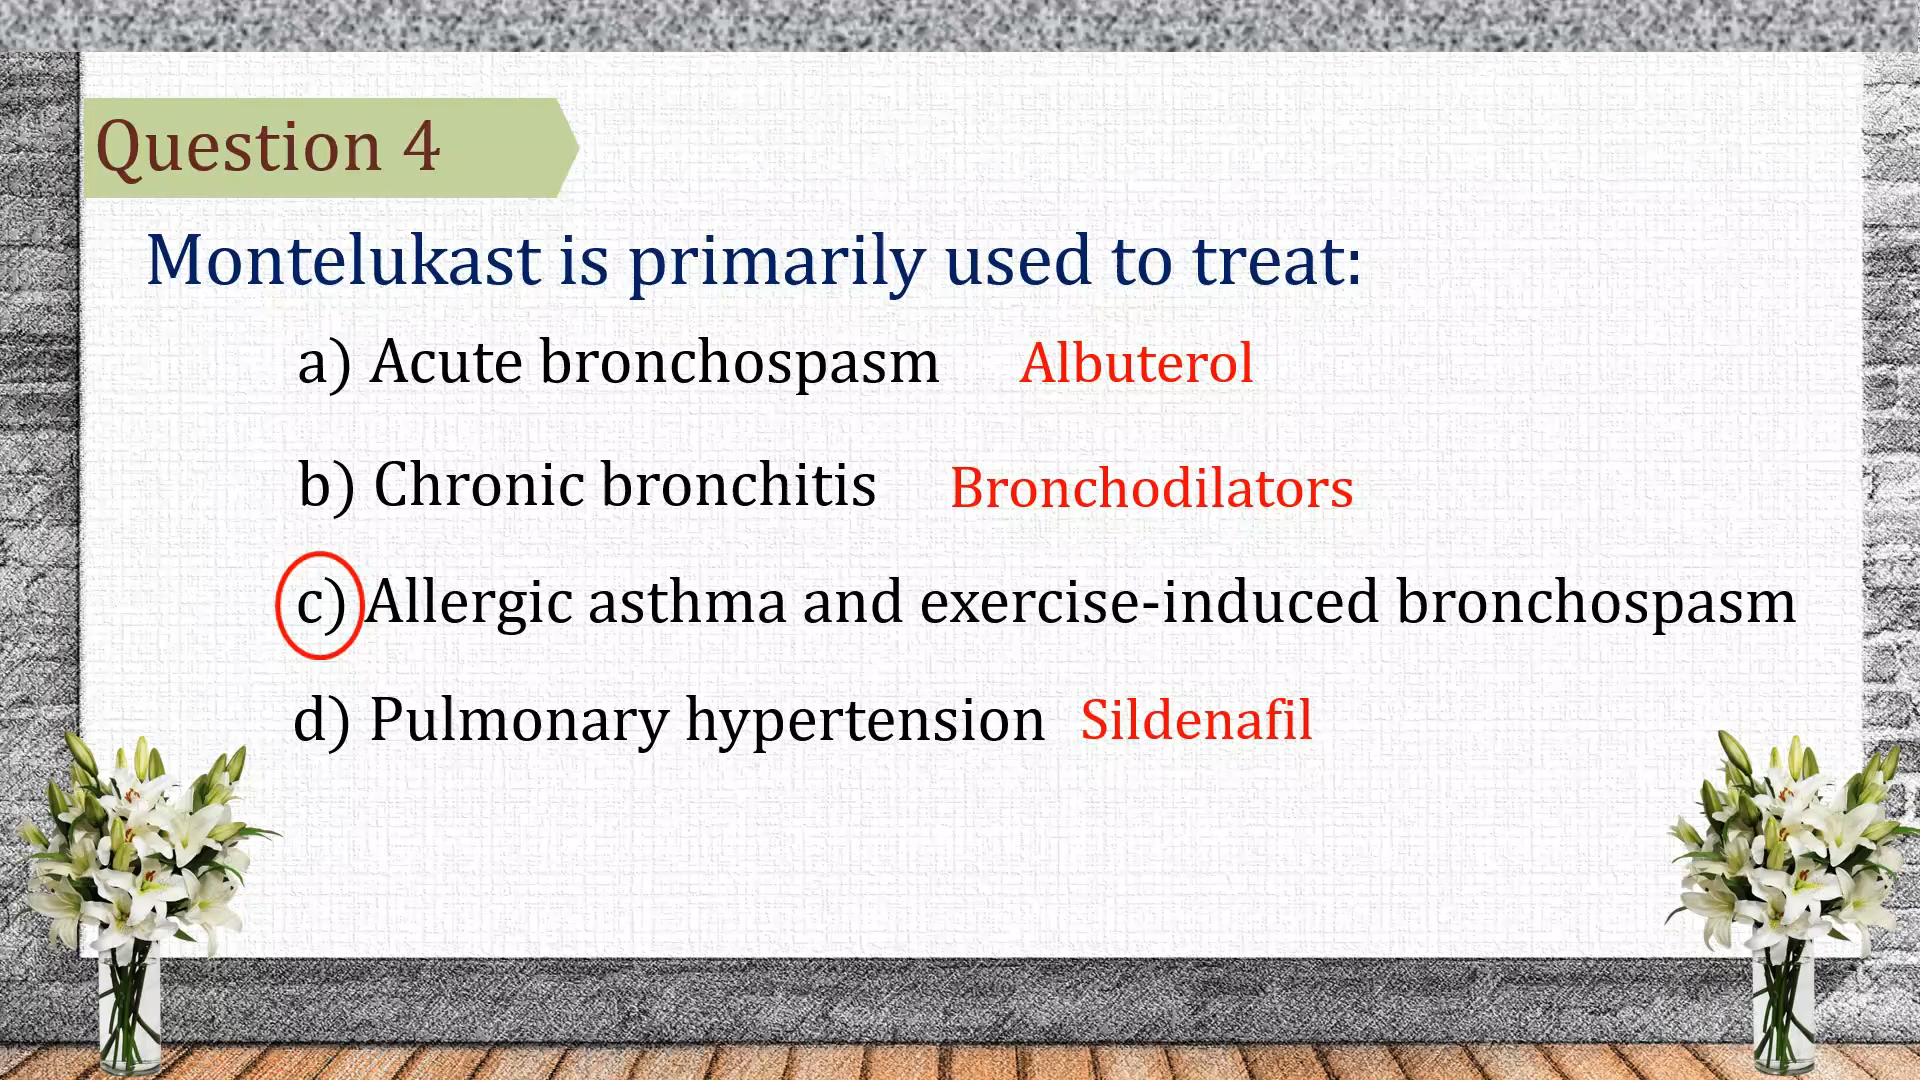 Question 4
Montelukast is primarily used to treat:
a) Acute bronchospasm Albuterol
b) Chronic bronchitis Bronchodilators
c) Allergic asthma and exercise-induced bronchospasm
d) Pulmonary hypertension Sildenafil